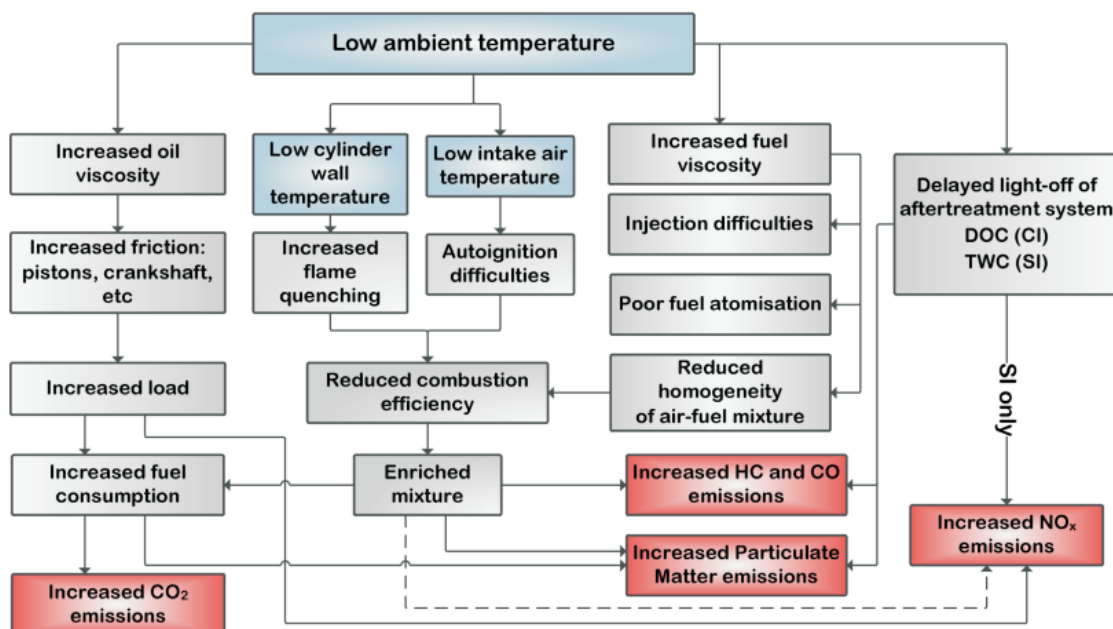 Low ambient temperature
Increased oil
viscosity
Low cylinder
wall
temperature
Low intake air
temperature
Increased fuel
viscosity
Delayed light-off of
aftertreatment system
DOC (CI)
TWC (SI)
Injection difficulties
Increased friction:
pistons, crankshaft,
etc
Increased
flame
quenching
Autoignition
difficulties
Poor fuel atomisation
Increased load
Reduced combustion
efficiency
Reduced
homogeneity
of air-fuel mixture
SI only
Increased fuel
consumption
Enriched
mixture
Increased HC and CO
emissions
Increased NOₓ
emissions
Increased Particulate
Matter emissions
Increased CO₂
emissions